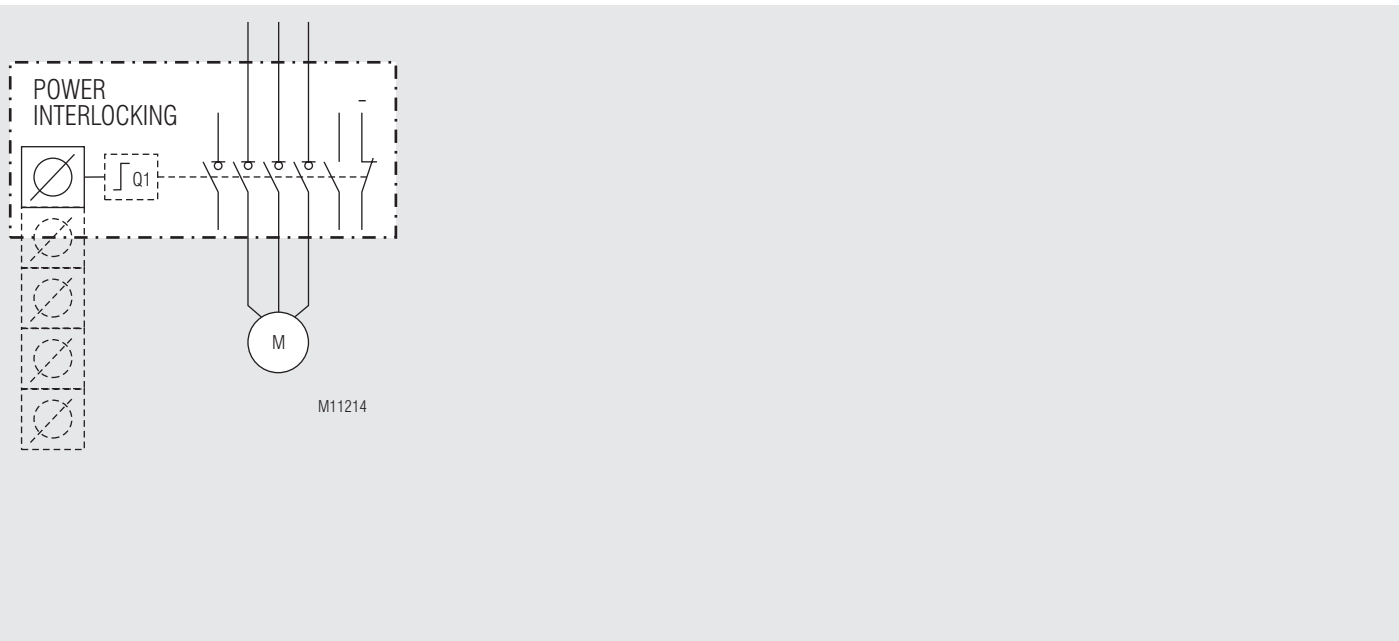 POWER
INTERLOCKING
Q1
M
M11214